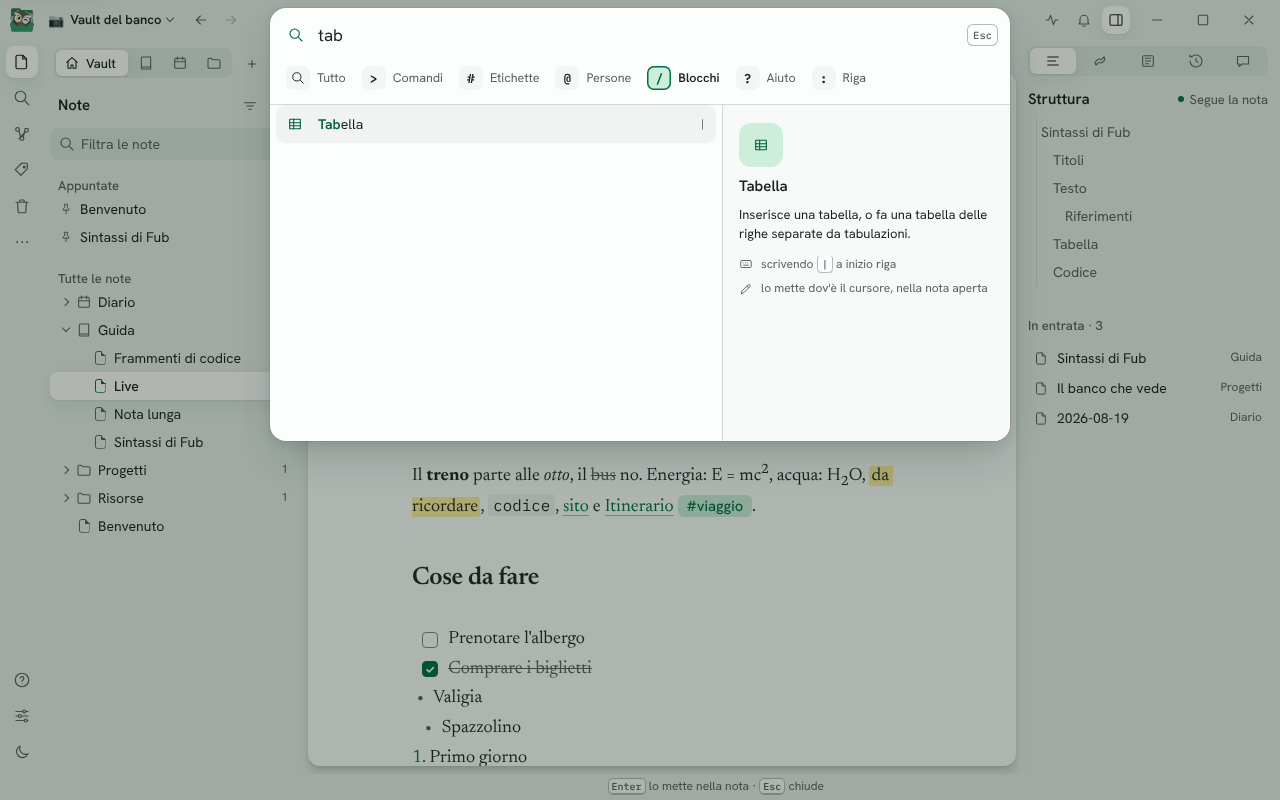 Vault del banco
tab
Esc
Tutto
> Comandi
# Etichette
@ Persone
/ Blocchi
? Aiuto
: Riga
Tabella |
Tabella
Inserisce una tabella, o fa una tabella delle
righe separate da tabulazioni.
scrivendo | a inizio riga
lo mette dov'è il cursore, nella nota aperta
Vault
Note
Filtra le note
Appuntate
Benvenuto
Sintassi di Fub
Tutte le note
Diario
Guida
Frammenti di codice
Live
Nota lunga
Sintassi di Fub
Progetti 1
Risorse 1
Benvenuto
Il treno parte alle otto, il bus no. Energia: E = mc², acqua: H₂O, da
ricordare, codice, sito e Itinerario #viaggio.
Cose da fare
Prenotare l'albergo
Comprare i biglietti
• Valigia
• Spazzolino
1. Primo giorno
Struttura
Segue la nota
Sintassi di Fub
Titoli
Testo
Riferimenti
Tabella
Codice
In entrata · 3
Sintassi di Fub Guida
Il banco che vede Progetti
2026-08-19 Diario
Enter lo mette nella nota · Esc chiude